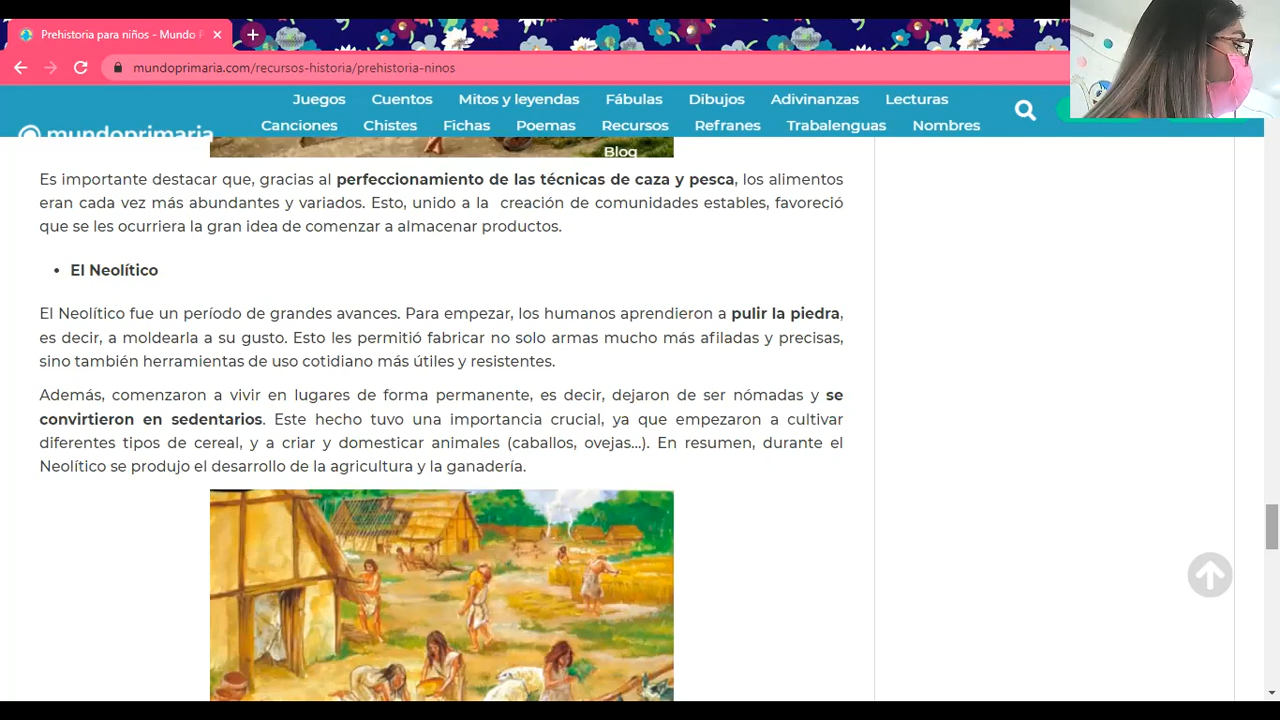 Prehistoria para niños - Mundo P
mundoprimaria.com/recursos-historia/prehistoria-ninos
Juegos Cuentos Mitos y leyendas Fábulas Dibujos Adivinanzas Lecturas
mundoprimaria Canciones Chistes Fichas Poemas Recursos Refranes Trabalenguas Nombres
Blog
Es importante destacar que, gracias al perfeccionamiento de las técnicas de caza y pesca, los alimentos
eran cada vez más abundantes y variados. Esto, unido a la creación de comunidades estables, favoreció
que se les ocurriera la gran idea de comenzar a almacenar productos.
• El Neolítico
El Neolítico fue un período de grandes avances. Para empezar, los humanos aprendieron a pulir la piedra,
es decir, a moldearla a su gusto. Esto les permitió fabricar no solo armas mucho más afiladas y precisas,
sino también herramientas de uso cotidiano más útiles y resistentes.
Además, comenzaron a vivir en lugares de forma permanente, es decir, dejaron de ser nómadas y se
convirtieron en sedentarios. Este hecho tuvo una importancia crucial, ya que empezaron a cultivar
diferentes tipos de cereal, y a criar y domesticar animales (caballos, ovejas...). En resumen, durante el
Neolítico se produjo el desarrollo de la agricultura y la ganadería.